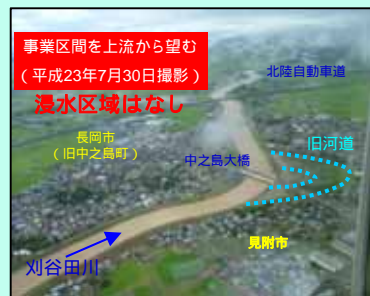 事業区間を上流から望む
（平成23年7月30日撮影）
浸水区域はなし
北陸自動車道
長岡市
（旧中之島町）
中之島大橋
旧河道
見附市
刈谷田川